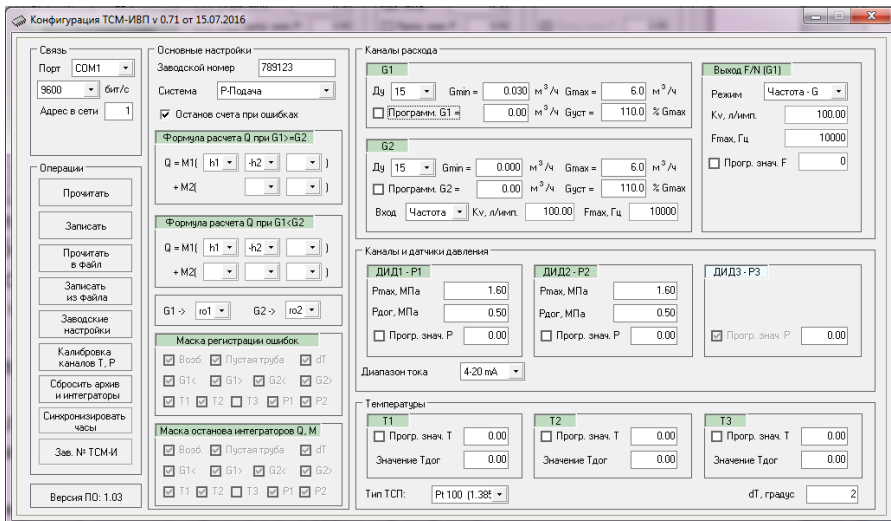 Конфигурация ТСМ-ИВП v 0.71 от 15.07.2016
Связь
Порт COM1
9600 бит/с
Адрес в сети 1
Операции
Прочитать
Записать
Прочитать
в файл
Записать
из файла
Заводские
настройки
Калибровка
каналов T, P
Сбросить архив
и интеграторы
Синхронизировать
часы
Зав. № ТСМ-И
Версия ПО: 1.03
Основные настройки
Заводской номер 789123
Система Р-Подача
Останов счета при ошибках
Формула расчета Q при G1>=G2
Q = M1( h1 -h2 )
+ M2( )
Формула расчета Q при G1<G2
Q = M1( h1 -h2 )
+ M2( )
G1 -> ro1 G2 -> ro2
Маска регистрации ошибок
Возб. Пустая труба dT
G1< G1> G2< G2>
T1 T2 T3 P1 P2
Маска останова интеграторов Q, M
Возб. Пустая труба dT
G1< G1> G2< G2>
T1 T2 T3 P1 P2
Каналы расхода
G1
Ду 15 Gmin = 0.030 м³/ч Gmax = 6.0 м³/ч
Программ. G1 = 0.00 м³/ч Gуст = 110.0 % Gmax
G2
Ду 15 Gmin = 0.000 м³/ч Gmax = 6.0 м³/ч
Программ. G2 = 0.00 м³/ч Gуст = 110.0 % Gmax
Вход Частота Kv, л/имп. 100.00 Fmax, Гц 10000
Выход F/N (G1)
Режим Частота - G
Kv, л/имп. 100.00
Fmax, Гц 10000
Прогр. знач. F 0
Каналы и датчики давления
ДИД1 - P1
Pmax, МПа 1.60
Pдог, МПа 0.50
Прогр. знач. P 0.00
ДИД2 - P2
Pmax, МПа 1.60
Pдог, МПа 0.50
Прогр. знач. P 0.00
ДИД3 - P3
Прогр. знач. P 0.00
Диапазон тока 4-20 mA
Температуры
T1
Прогр. знач. T 0.00
Значение Tдог 0.00
T2
Прогр. знач. T 0.00
Значение Tдог 0.00
T3
Прогр. знач. T 0.00
Значение Tдог 0.00
Тип ТСП: Pt 100 (1.385
dT, градус 2